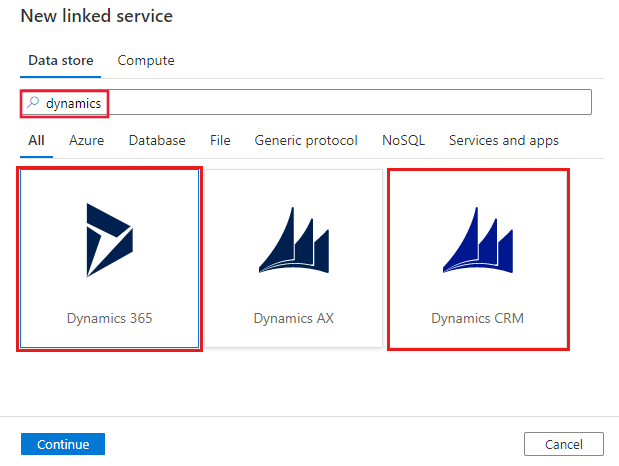 New linked service
Data store Compute
dynamics
All Azure Database File Generic protocol NoSQL Services and apps
Dynamics 365 Dynamics AX Dynamics CRM
Continue Cancel